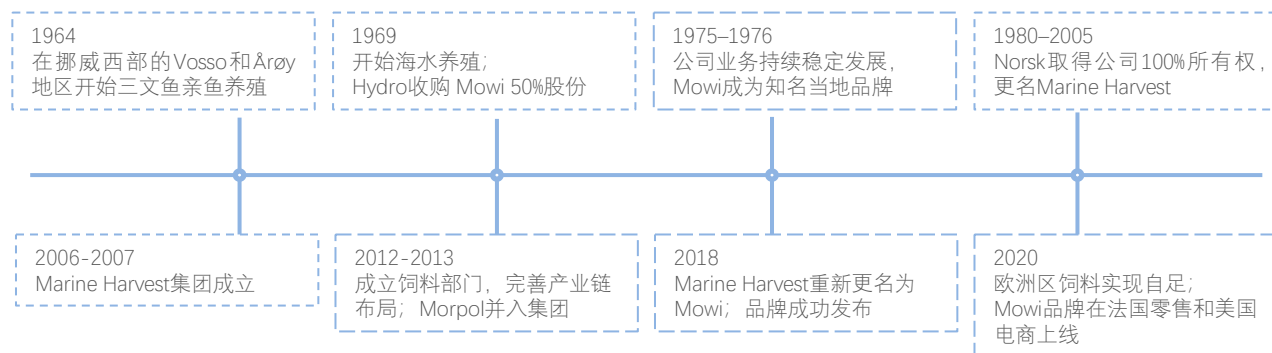 1964
在挪威西部的Vosso和Årøy
地区开始三文鱼亲鱼养殖
1969
开始海水养殖；
Hydro收购 Mowi 50%股份
1975–1976
公司业务持续稳定发展，
Mowi成为知名当地品牌
1980–2005
Norsk取得公司100%所有权，
更名Marine Harvest
2006-2007
Marine Harvest集团成立
2012-2013
成立饲料部门，完善产业链
布局；Morpol并入集团
2018
Marine Harvest重新更名为
Mowi；品牌成功发布
2020
欧洲区饲料实现自足；
Mowi品牌在法国零售和美国
电商上线